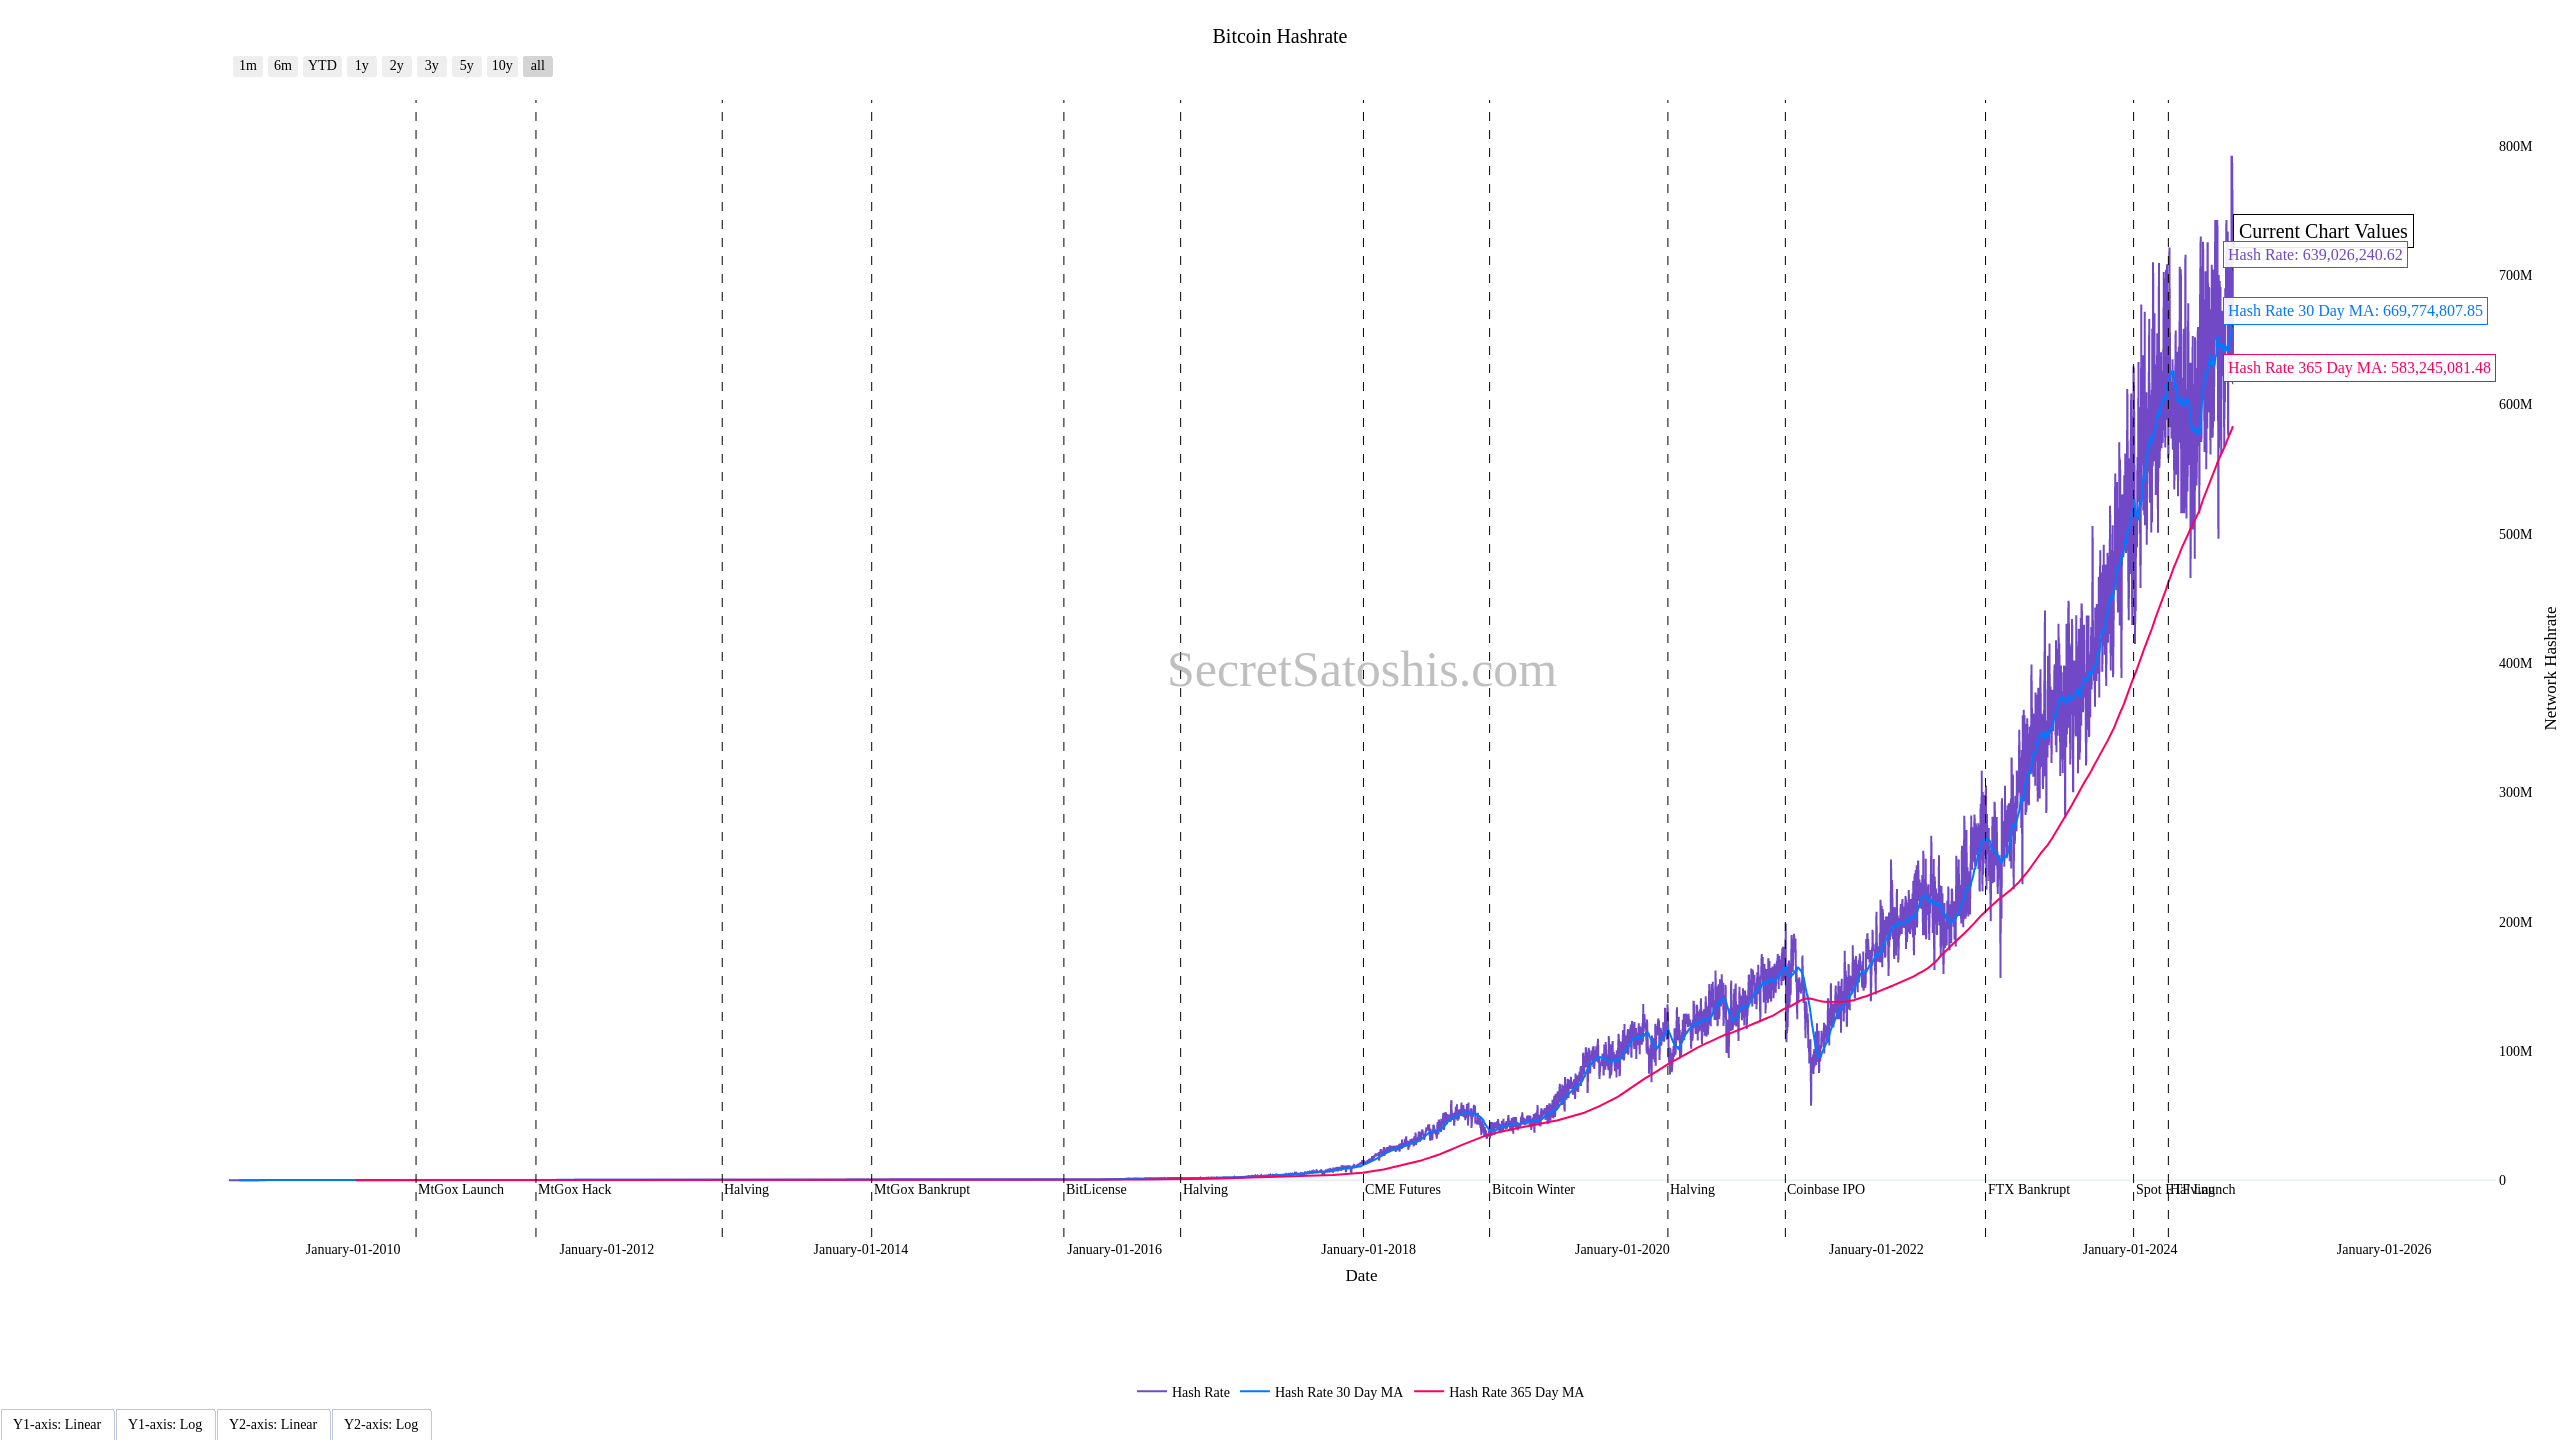 Bitcoin Hashrate
1m 6m YTD 1y 2y 3y 5y 10y all
800M
Current Chart Values
Hash Rate: 639,026,240.62
700M
Hash Rate 30 Day MA: 669,774,807.85
Hash Rate 365 Day MA: 583,245,081.48
600M
500M
Network Hashrate
SecretSatoshis.com
400M
300M
200M
100M
0
MtGox Launch MtGox Hack Halving MtGox Bankrupt BitLicense Halving CME Futures Bitcoin Winter Halving Coinbase IPO FTX Bankrupt Spot ETF Launch Halving
January-01-2010 January-01-2012 January-01-2014 January-01-2016 January-01-2018 January-01-2020 January-01-2022 January-01-2024 January-01-2026
Date
Hash Rate Hash Rate 30 Day MA Hash Rate 365 Day MA
Y1-axis: Linear Y1-axis: Log Y2-axis: Linear Y2-axis: Log